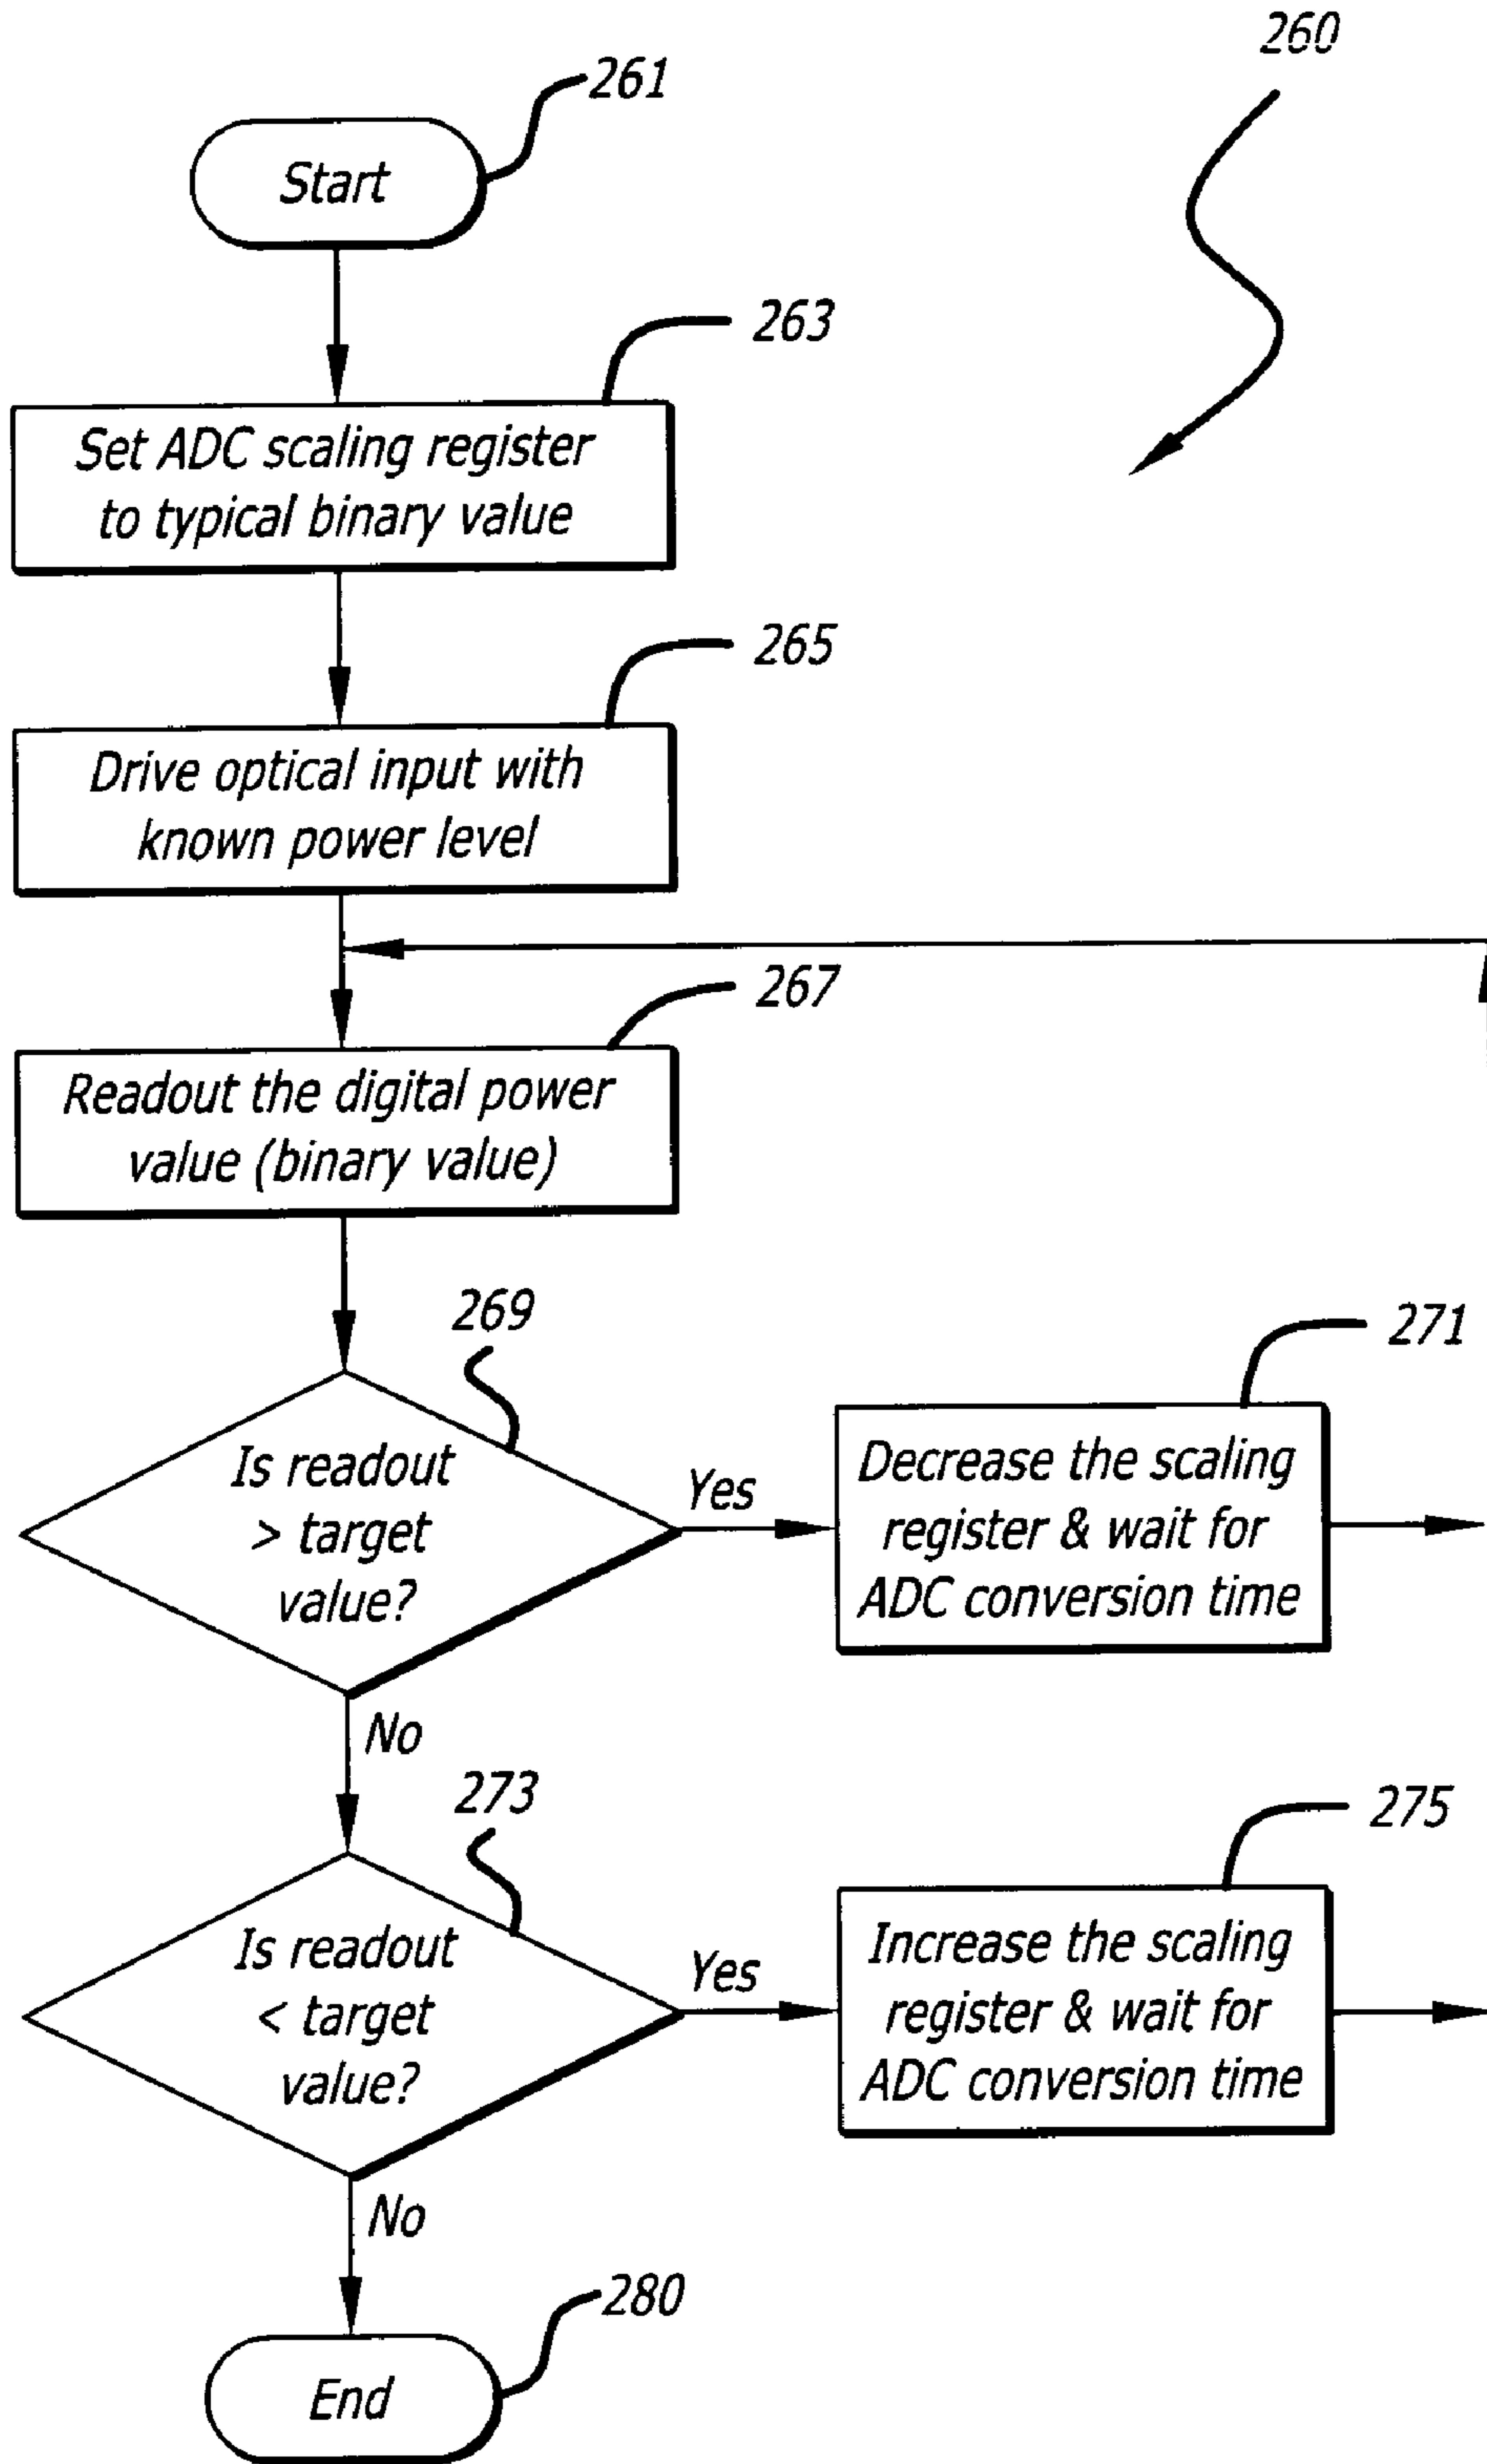 260
261
Start
263
Set ADC scaling register
to typical binary value
265
Drive optical input with
known power level
267
Readout the digital power
value (binary value)
269
Is readout
> target
value?
Yes
271
Decrease the scaling
register & wait for
ADC conversion time
No
273
Is readout
< target
value?
Yes
275
Increase the scaling
register & wait for
ADC conversion time
No
280
End